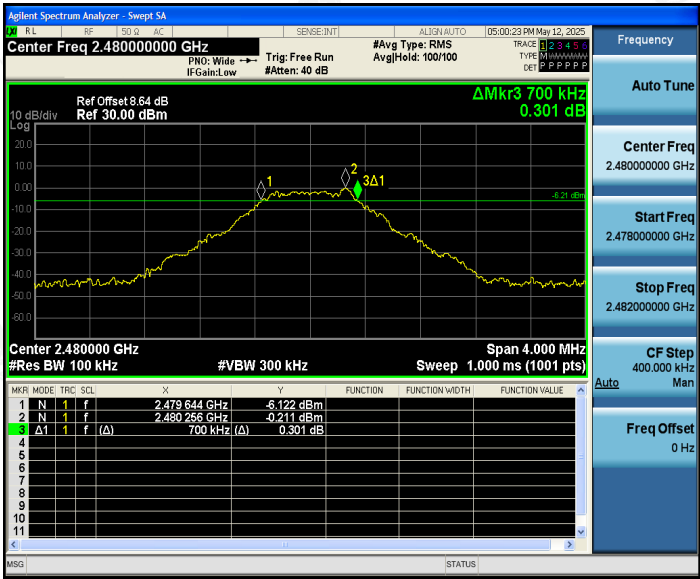 Agilent Spectrum Analyzer - Swept SA
RL RF 50 Ω AC SENSE:INT ALIGN AUTO 05:00:23 PM May 12, 2025
Center Freq 2.480000000 GHz
PNO: Wide
IFGain:Low
Trig: Free Run
#Atten: 40 dB
#Avg Type: RMS
Avg|Hold: 100/100
TRACE 1 2 3 4 5 6
TYPE M WWWWW
DET P P P P P P
Frequency
Auto Tune
Center Freq
2.480000000 GHz
Start Freq
2.478000000 GHz
Stop Freq
2.482000000 GHz
CF Step
400.000 kHz
Auto Man
Freq Offset
0 Hz
ΔMkr3 700 kHz
0.301 dB
Ref Offset 8.64 dB
10 dB/div Ref 30.00 dBm
Log
20.0
10.0
0.00
-10.0
-20.0
-30.0
-40.0
-50.0
-60.0
1
2
3Δ1
-6.21 dBm
Center 2.480000 GHz Span 4.000 MHz
#Res BW 100 kHz #VBW 300 kHz Sweep 1.000 ms (1001 pts)
MKR MODE TRC SCL X Y FUNCTION FUNCTION WIDTH FUNCTION VALUE
1 N 1 f 2.479 644 GHz -6.122 dBm
2 N 1 f 2.480 256 GHz -0.211 dBm
3 Δ1 1 f (Δ) 700 kHz (Δ) 0.301 dB
4
5
6
7
8
9
10
11
MSG STATUS